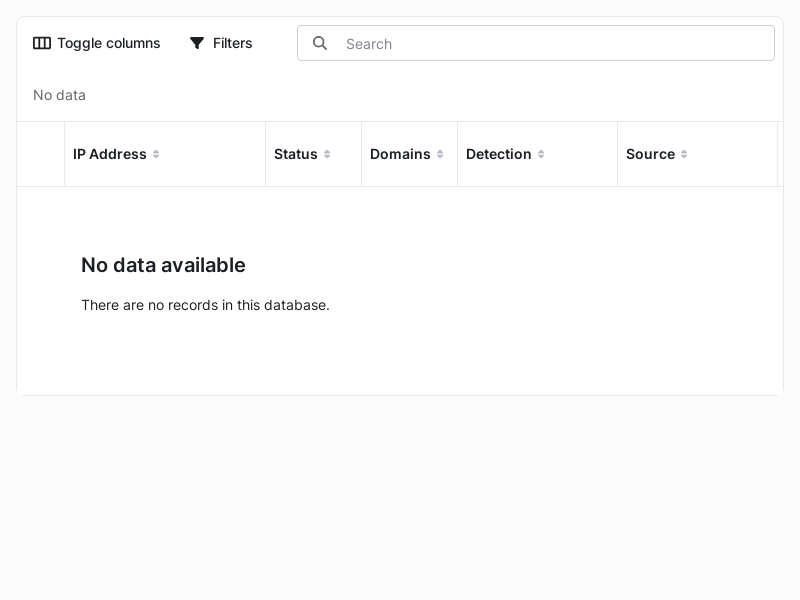 Toggle columns
Filters
Search
No data
IP Address
Status
Domains
Detection
Source
No data available
There are no records in this database.